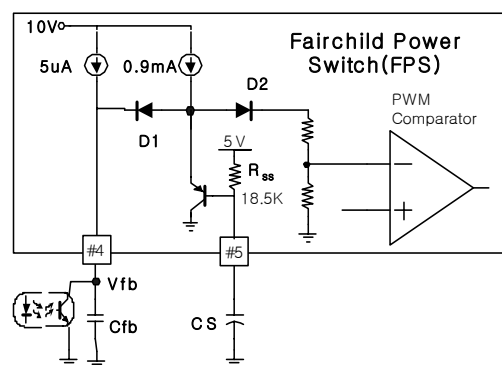 10V
Fairchild Power
Switch(FPS)
5uA
0.9mA
D2
PWM
Comparator
D1
5V
Rss
18.5K
−
+
#4
#5
Vfb
Cfb
CS